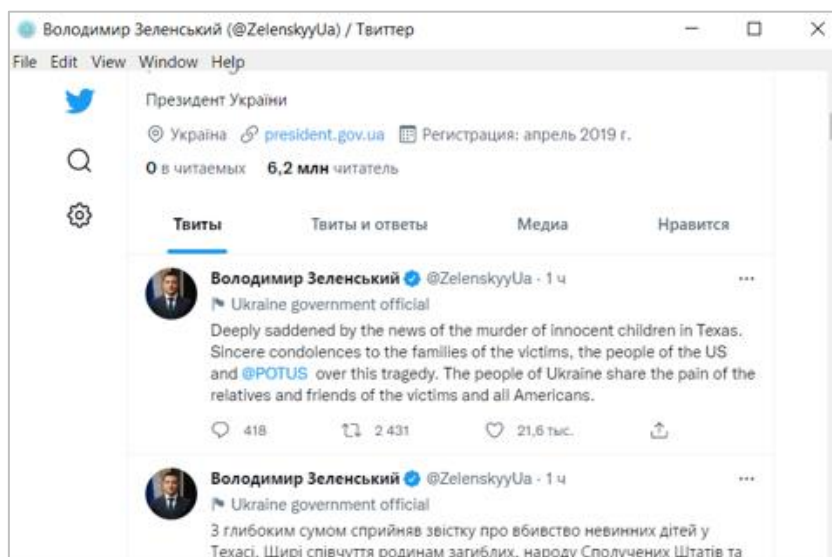 Володимир Зеленський (@ZelenskyyUa) / Твиттер
File Edit View Window Help
Президент України
Україна president.gov.ua Регистрация: апрель 2019 г.
0 в читаемых 6,2 млн читатель
Твиты Твиты и ответы Медиа Нравится
Володимир Зеленський @ZelenskyyUa · 1 ч
Ukraine government official
Deeply saddened by the news of the murder of innocent children in Texas.
Sincere condolences to the families of the victims, the people of the US
and @POTUS over this tragedy. The people of Ukraine share the pain of the
relatives and friends of the victims and all Americans.
418 2 431 21,6 тыс.
Володимир Зеленський @ZelenskyyUa · 1 ч
Ukraine government official
З глибоким сумом сприйняв звістку про вбивство невинних дітей у
Техасі. Щирі співчуття родинам загиблих, народу Сполучених Штатів та